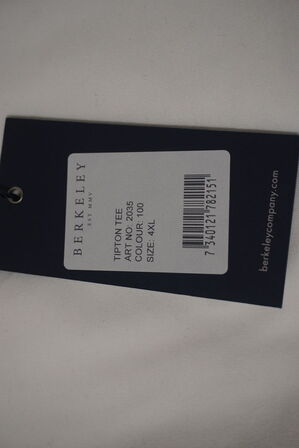 BERKELEY
EST MMV
TIPTON TEE
ART NO: 2035
COLOUR: 100
SIZE: 4XL
7 340121 782151
berkeleycompany.com